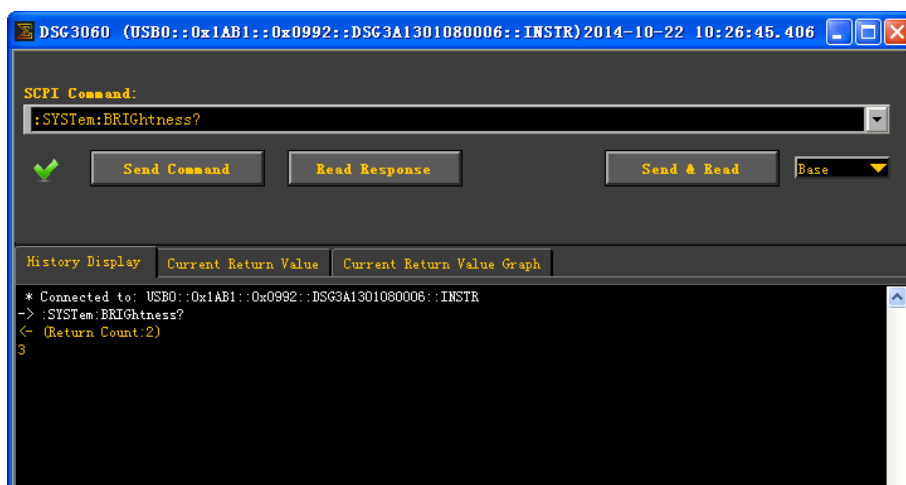 DSG3060 (USB0::0x1AB1::0x0992::DSG3A1301080006::INSTR)2014-10-22 10:26:45.406
SCPI Command:
:SYSTem:BRIGhtness?
Send Command Read Response Send & Read Base
History Display Current Return Value Current Return Value Graph
* Connected to: USB0::0x1AB1::0x0992::DSG3A1301080006::INSTR
-> :SYSTem:BRIGhtness?
<- (Return Count:2)
3